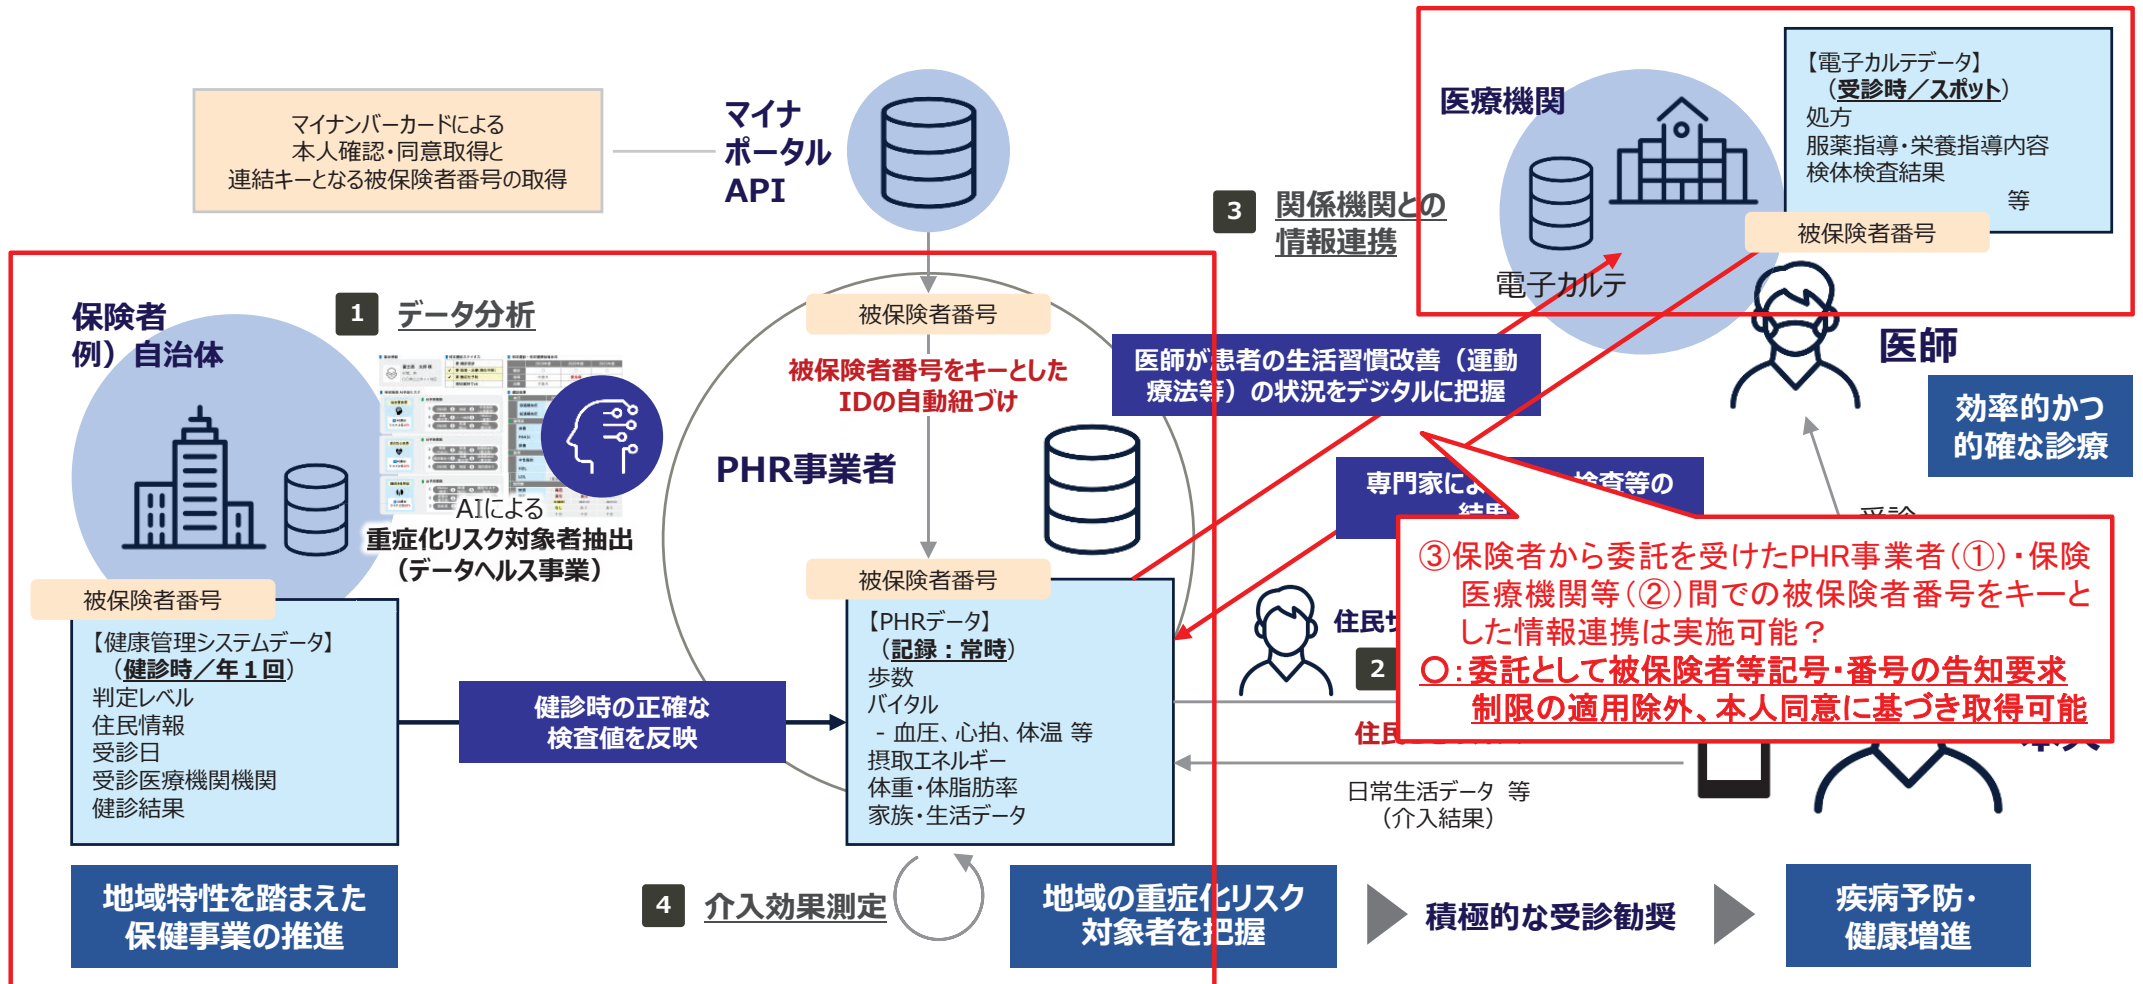 マイナンバーカードによる
本人確認・同意取得と
連結キーとなる被保険者番号の取得
マイナ
ポータル
API
医療機関
【電子カルテデータ】
（受診時／スポット）
処方
服薬指導・栄養指導内容
検体検査結果
等
被保険者番号
電子カルテ
3
関係機関との
情報連携
保険者
例）自治体
1
データ分析
AIによる
重症化リスク対象者抽出
（データヘルス事業）
被保険者番号
【健康管理システムデータ】
（健診時／年１回）
判定レベル
住民情報
受診日
受診医療機関機関
健診結果
健診時の正確な
検査値を反映
被保険者番号
被保険者番号をキーとした
IDの自動紐づけ
PHR事業者
被保険者番号
【PHRデータ】
（記録：常時）
歩数
バイタル
- 血圧、心拍、体温 等
摂取エネルギー
体重・体脂肪率
家族・生活データ
医師が患者の生活習慣改善（運動
療法等）の状況をデジタルに把握
医師
効率的かつ
的確な診療
専門家によ
検査等の
結果
③保険者から委託を受けたPHR事業者（①）・保険
医療機関等（②）間での被保険者番号をキーと
した情報連携は実施可能？
〇：委託として被保険者等記号・番号の告知要求
制限の適用除外、本人同意に基づき取得可能
2
日常生活データ 等
（介入結果）
4
介入効果測定
地域特性を踏まえた
保健事業の推進
地域の重症化リスク
対象者を把握
積極的な受診勧奨
疾病予防・
健康増進